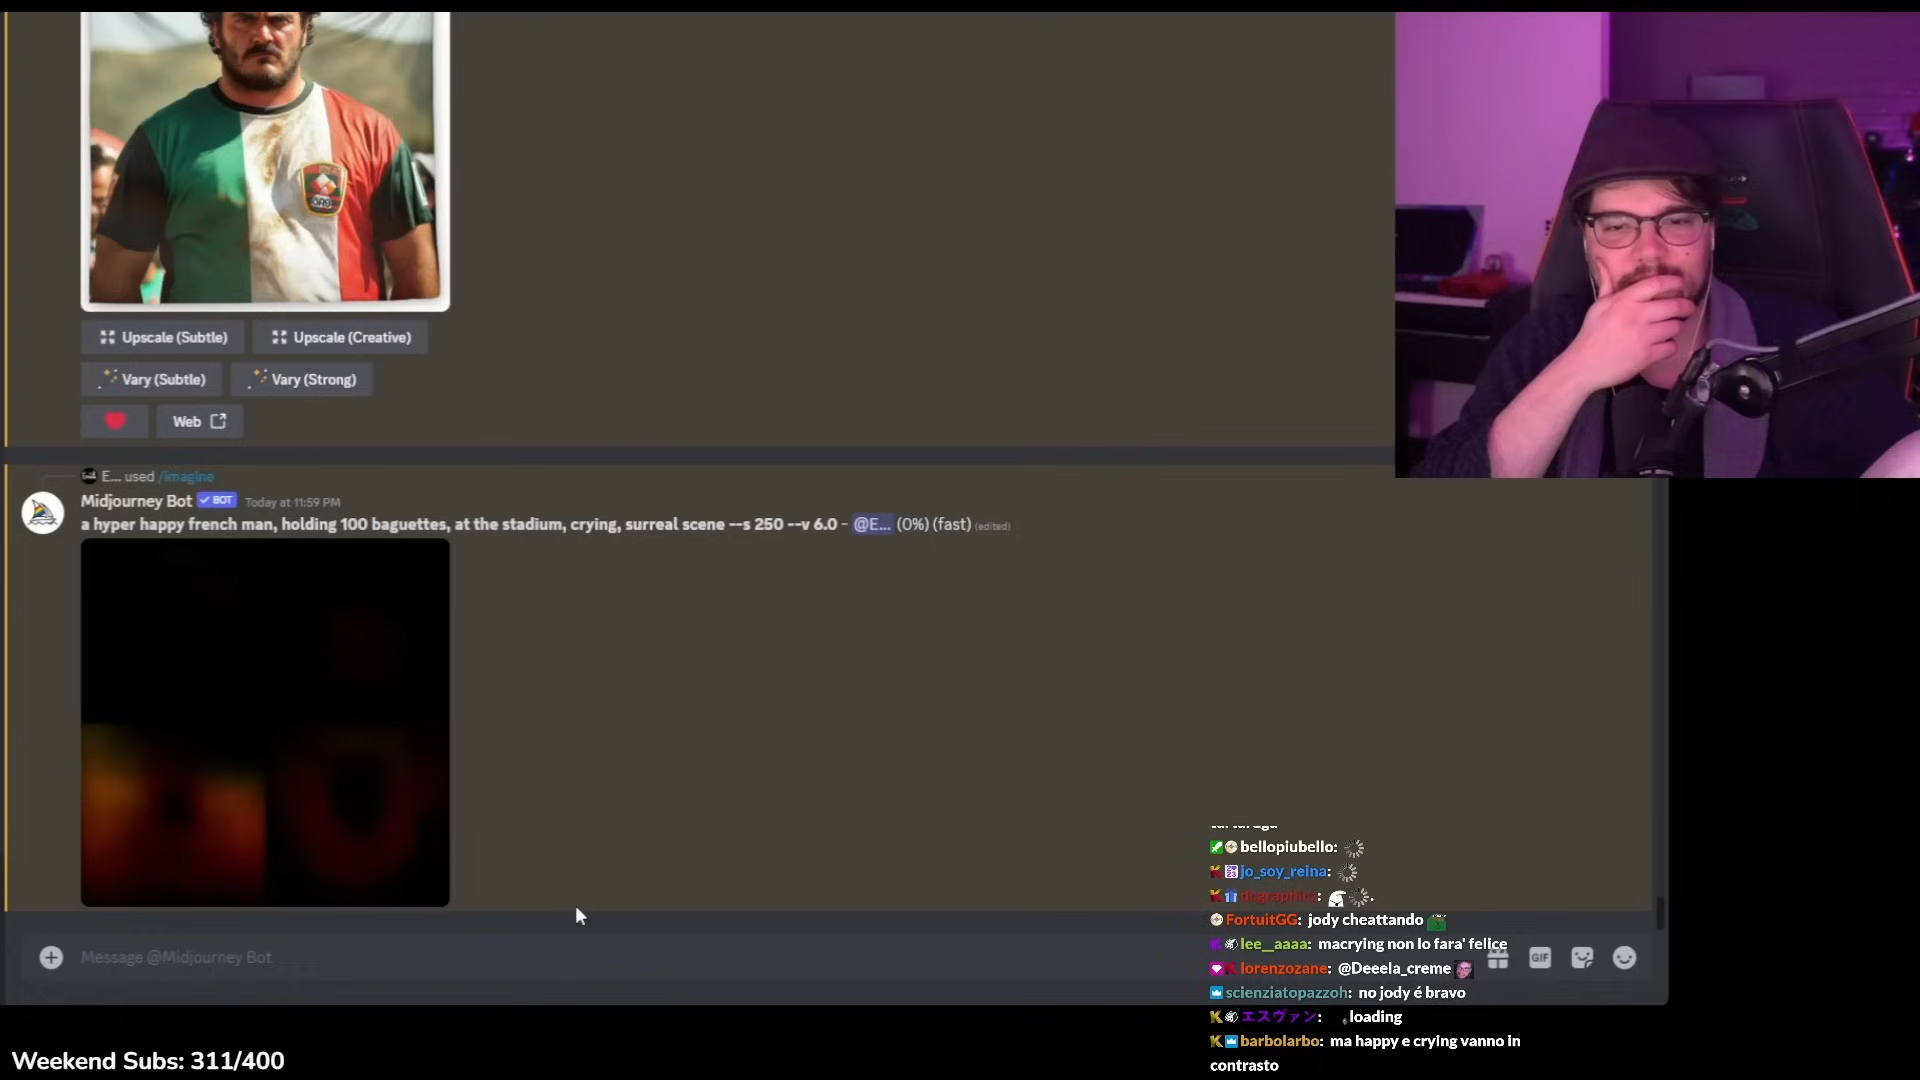 Upscale (Subtle) Upscale (Creative)
Vary (Subtle) Vary (Strong)
Web
E... used /imagine
Midjourney Bot BOT Today at 11:59 PM
a hyper happy french man, holding 100 baguettes, at the stadium, crying, surreal scene --s 250 --v 6.0 - @E... (0%) (fast) (edited)
bellopiubello:
jo_soy_reina:
FortuitGG: jody cheattando
lee__aaaa: macrying non lo fara' felice
lorenzozane: @Deeela_creme
scienziatopazzoh: no jody é bravo
エスヴァン: loading
barbolarbo: ma happy e crying vanno in
contrasto
Message @Midjourney Bot
GIF
Weekend Subs: 311/400